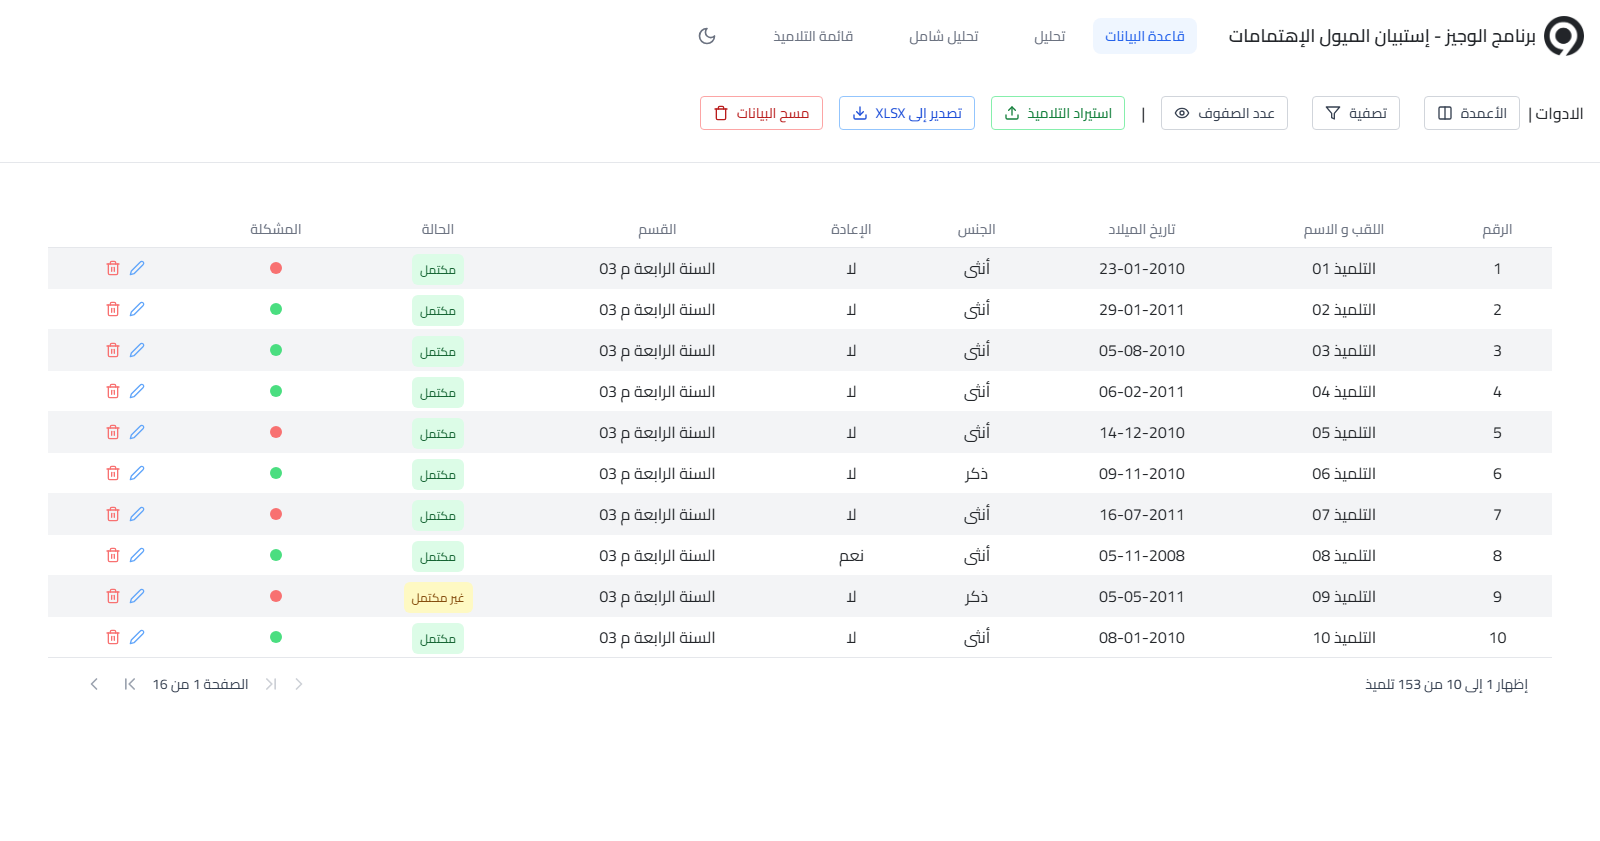 برنامج الوجيز - إستبيان الميول الإهتمامات
قاعدة البيانات
تحليل
تحليل شامل
قائمة التلاميذ
الادوات | الأعمدة تصفية عدد الصفوف | استيراد التلاميذ تصدير إلى XLSX مسح البيانات
الرقم اللقب و الاسم تاريخ الميلاد الجنس الإعادة القسم الحالة المشكلة
1 التلميذ 01 23-01-2010 أنثى لا السنة الرابعة م 03 مكتمل
2 التلميذ 02 29-01-2011 أنثى لا السنة الرابعة م 03 مكتمل
3 التلميذ 03 05-08-2010 أنثى لا السنة الرابعة م 03 مكتمل
4 التلميذ 04 06-02-2011 أنثى لا السنة الرابعة م 03 مكتمل
5 التلميذ 05 14-12-2010 أنثى لا السنة الرابعة م 03 مكتمل
6 التلميذ 06 09-11-2010 ذكر لا السنة الرابعة م 03 مكتمل
7 التلميذ 07 16-07-2011 أنثى لا السنة الرابعة م 03 مكتمل
8 التلميذ 08 05-11-2008 أنثى نعم السنة الرابعة م 03 مكتمل
9 التلميذ 09 05-05-2011 ذكر لا السنة الرابعة م 03 غير مكتمل
10 التلميذ 10 08-01-2010 أنثى لا السنة الرابعة م 03 مكتمل
إظهار 1 إلى 10 من 153 تلميذ
الصفحة 1 من 16